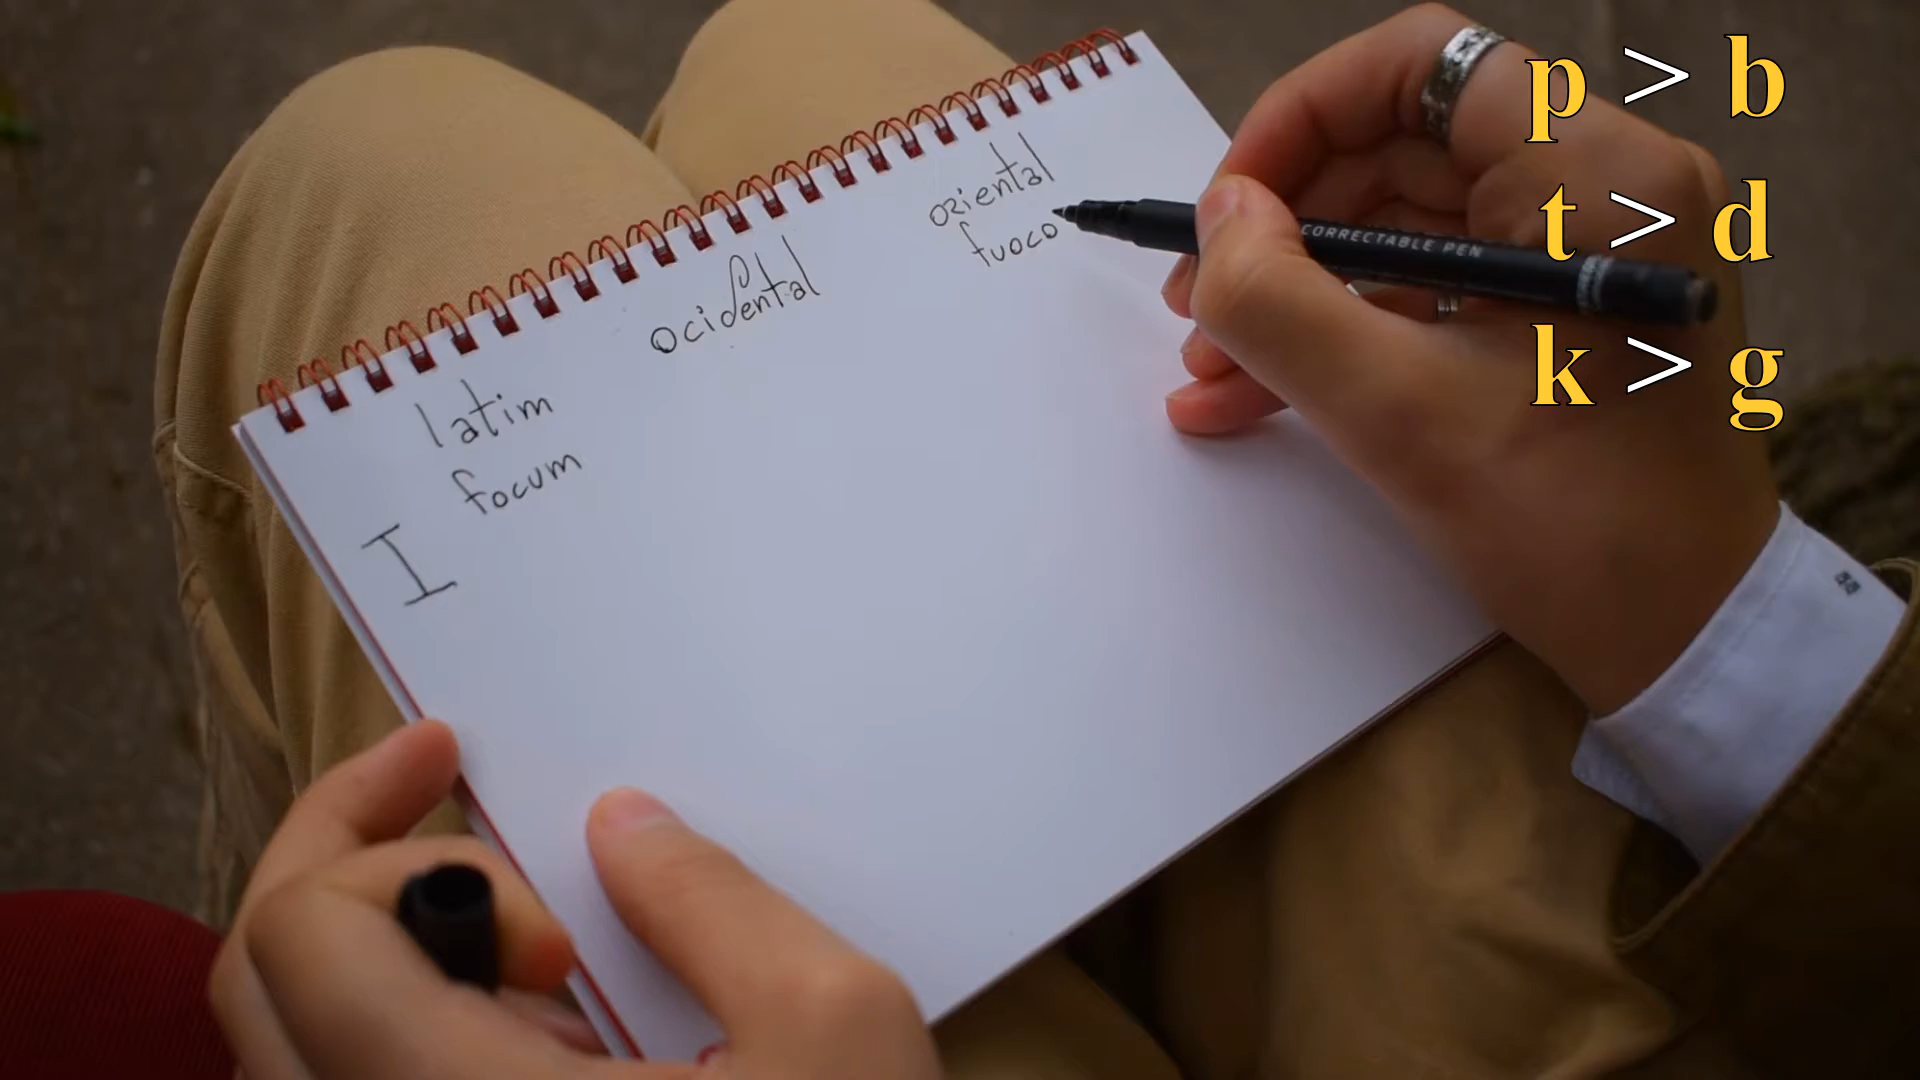 latim
focum
I
ocidental
oriental
fuoco
CORRECTABLE PEN
p > b
t > d
k > g